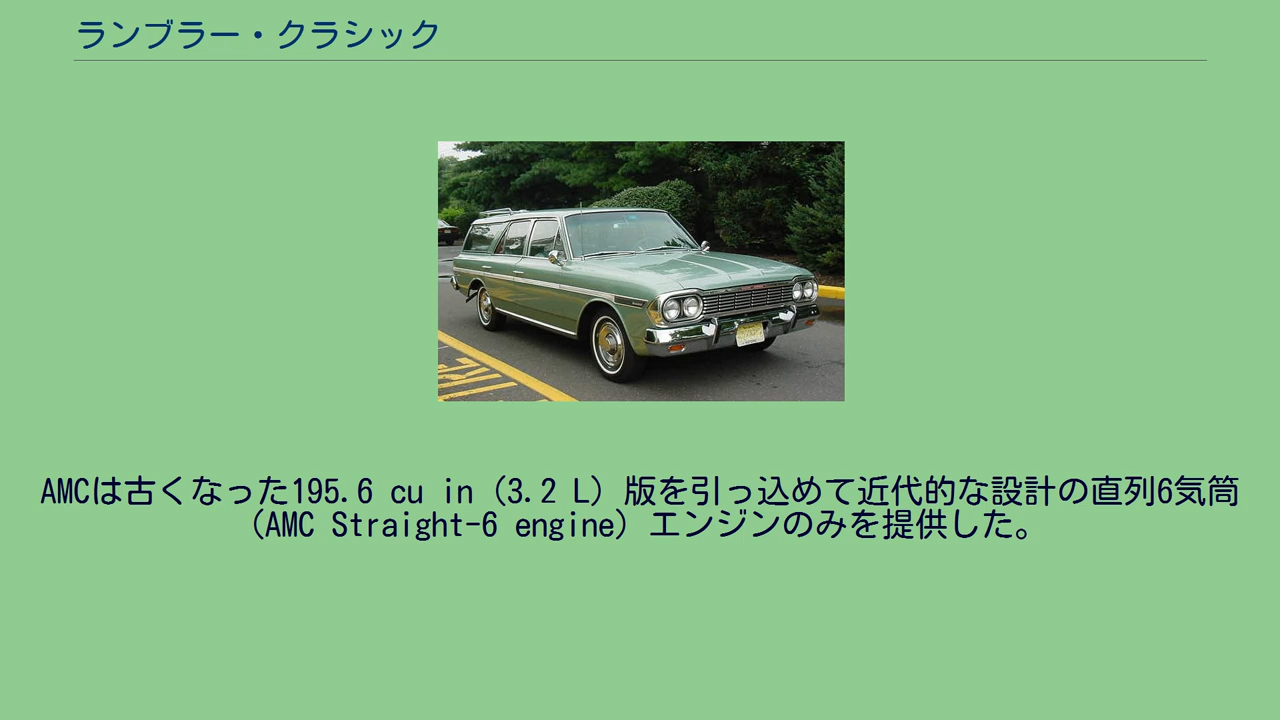 ランブラー・クラシック
AMCは古くなった195.6 cu in（3.2 L）版を引っ込めて近代的な設計の直列6気筒
（AMC Straight-6 engine）エンジンのみを提供した。